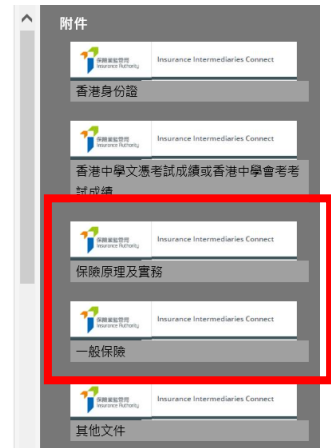 附件
保險業監管局
Insurance Authority
Insurance Intermediaries Connect
香港身份證
保險業監管局
Insurance Authority
Insurance Intermediaries Connect
香港中學文憑考試成績或香港中學會考考
試成績
保險業監管局
Insurance Authority
Insurance Intermediaries Connect
保險原理及實務
保險業監管局
Insurance Authority
Insurance Intermediaries Connect
一般保險
保險業監管局
Insurance Authority
Insurance Intermediaries Connect
其他文件